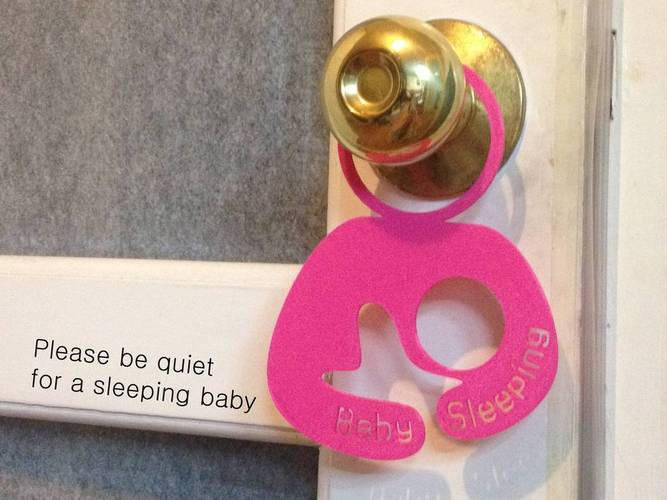 Please be quiet
for a sleeping baby
Baby Sleeping